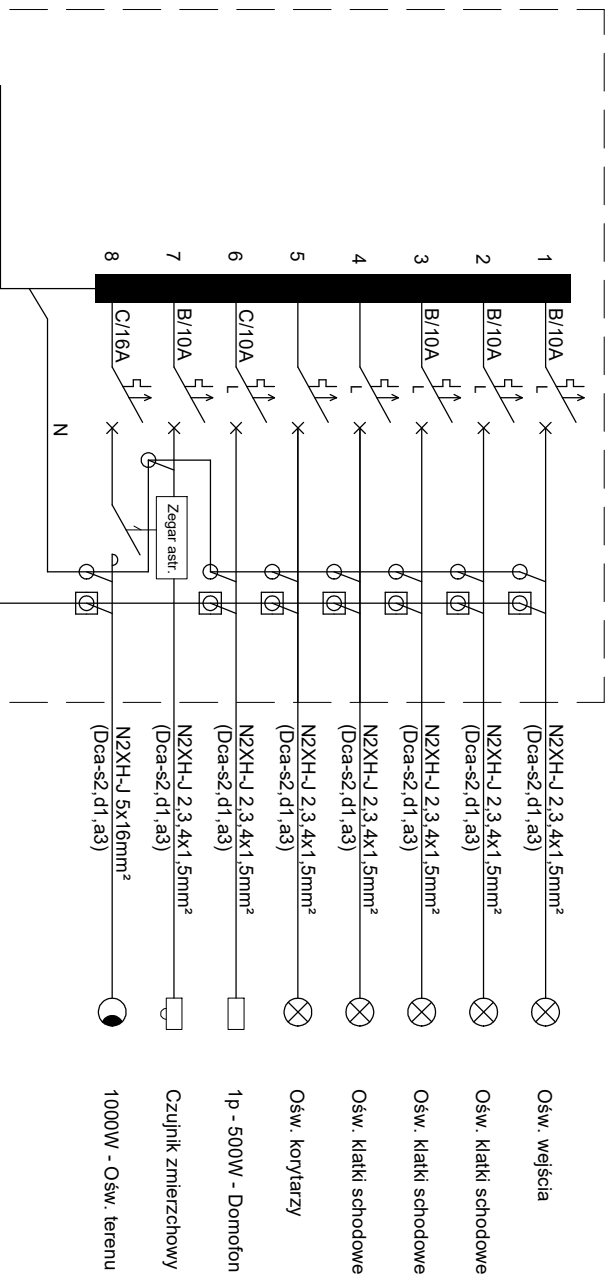 1
B/10A
L
N2XH-J 2,3,4x1,5mm²
(Dca-s2,d1,a3)
Ośw. wejścia
2
B/10A
L
N2XH-J 2,3,4x1,5mm²
(Dca-s2,d1,a3)
Ośw. klatki schodowe
3
B/10A
L
N2XH-J 2,3,4x1,5mm²
(Dca-s2,d1,a3)
Ośw. klatki schodowe
4
L
N2XH-J 2,3,4x1,5mm²
(Dca-s2,d1,a3)
Ośw. klatki schodowe
5
N2XH-J 2,3,4x1,5mm²
(Dca-s2,d1,a3)
Ośw. korytarzy
6
C/10A
L
N2XH-J 2,3,4x1,5mm²
(Dca-s2,d1,a3)
1p - 500W - Domofon
7
B/10A
Zegar astr.
N2XH-J 2,3,4x1,5mm²
(Dca-s2,d1,a3)
Czujnik zmierzchowy
8
C/16A
N2XH-J 5x16mm²
(Dca-s2,d1,a3)
1000W - Ośw. terenu
N